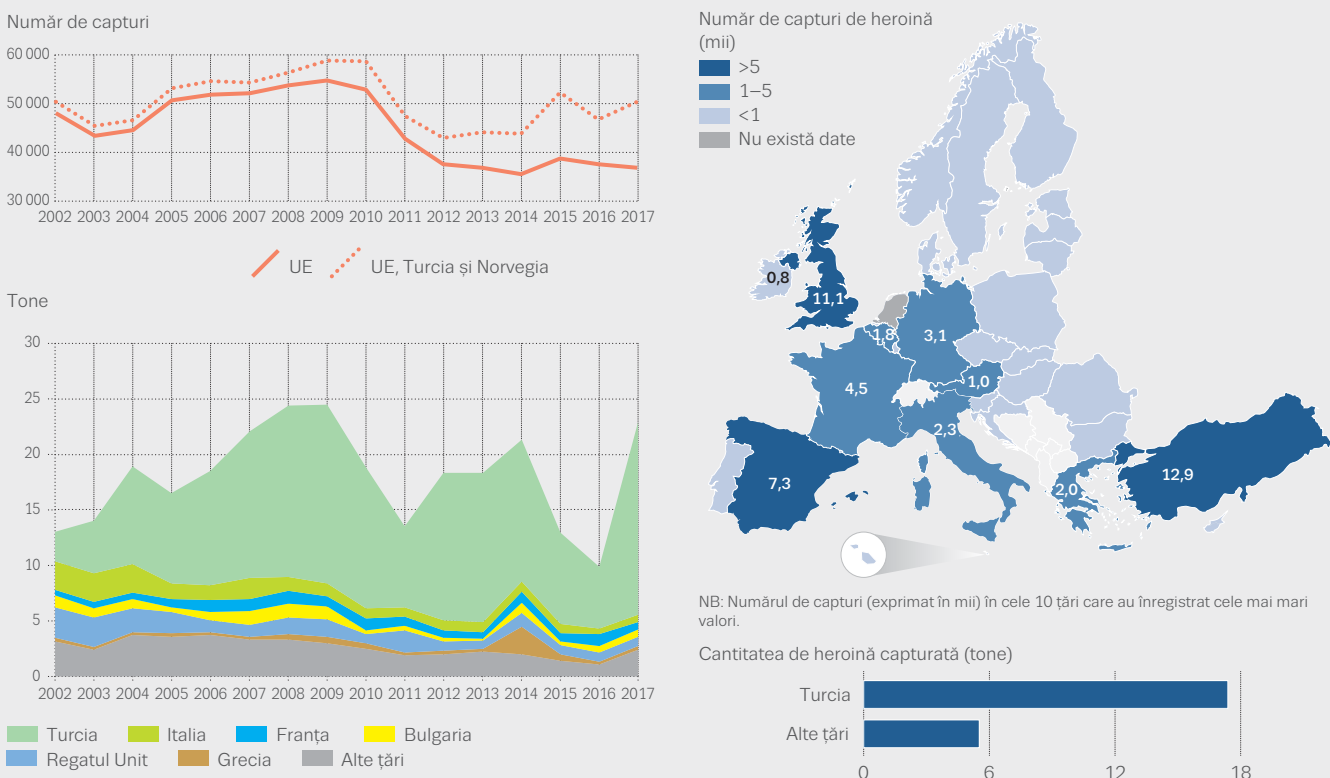 Număr de capturi
60 000
50 000
40 000
30 000
2002 2003 2004 2005 2006 2007 2008 2009 2010 2011 2012 2013 2014 2015 2016 2017
UE
UE, Turcia și Norvegia
Tone
30
25
20
15
10
5
0
2002 2003 2004 2005 2006 2007 2008 2009 2010 2011 2012 2013 2014 2015 2016 2017
Turcia Italia Franța Bulgaria
Regatul Unit Grecia Alte țări
Număr de capturi de heroină
(mii)
>5
1–5
<1
Nu există date
0,8
11,1
1,8
3,1
4,5
1,0
2,3
7,3
2,0
12,9
NB: Numărul de capturi (exprimat în mii) în cele 10 țări care au înregistrat cele mai mari
valori.
Cantitatea de heroină capturată (tone)
Turcia
Alte țări
0 6 12 18